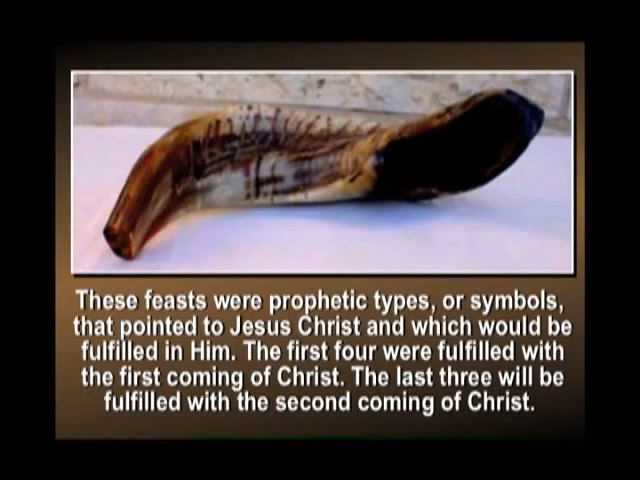 These feasts were prophetic types, or symbols,
that pointed to Jesus Christ and which would be
fulfilled in Him. The first four were fulfilled with
the first coming of Christ. The last three will be
fulfilled with the second coming of Christ.